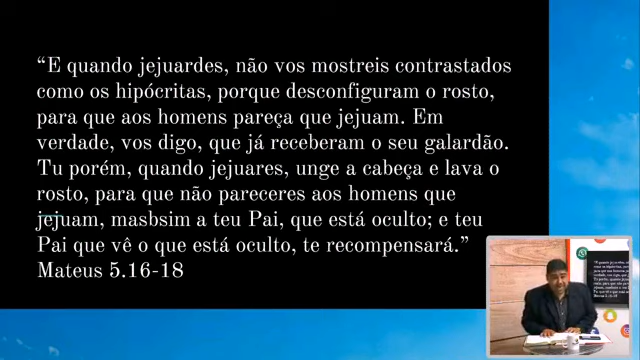 “E quando jejuardes, não vos mostreis contrastados
como os hipócritas, porque desconfiguram o rosto,
para que aos homens pareça que jejuam. Em
verdade, vos digo, que já receberam o seu galardão.
Tu porém, quando jejuares, unge a cabeça e lava o
rosto, para que não pareceres aos homens que
jejuam, masbsim a teu Pai, que está oculto; e teu
Pai que vê o que está oculto, te recompensará.”
Mateus 5.16-18